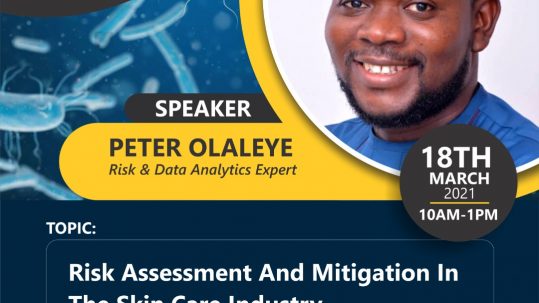 SPEAKER
PETER OLALEYE
Risk & Data Analytics Expert
18TH
MARCH
2021
10AM-1PM
TOPIC:
Risk Assessment And Mitigation In
The Skin Care Industry